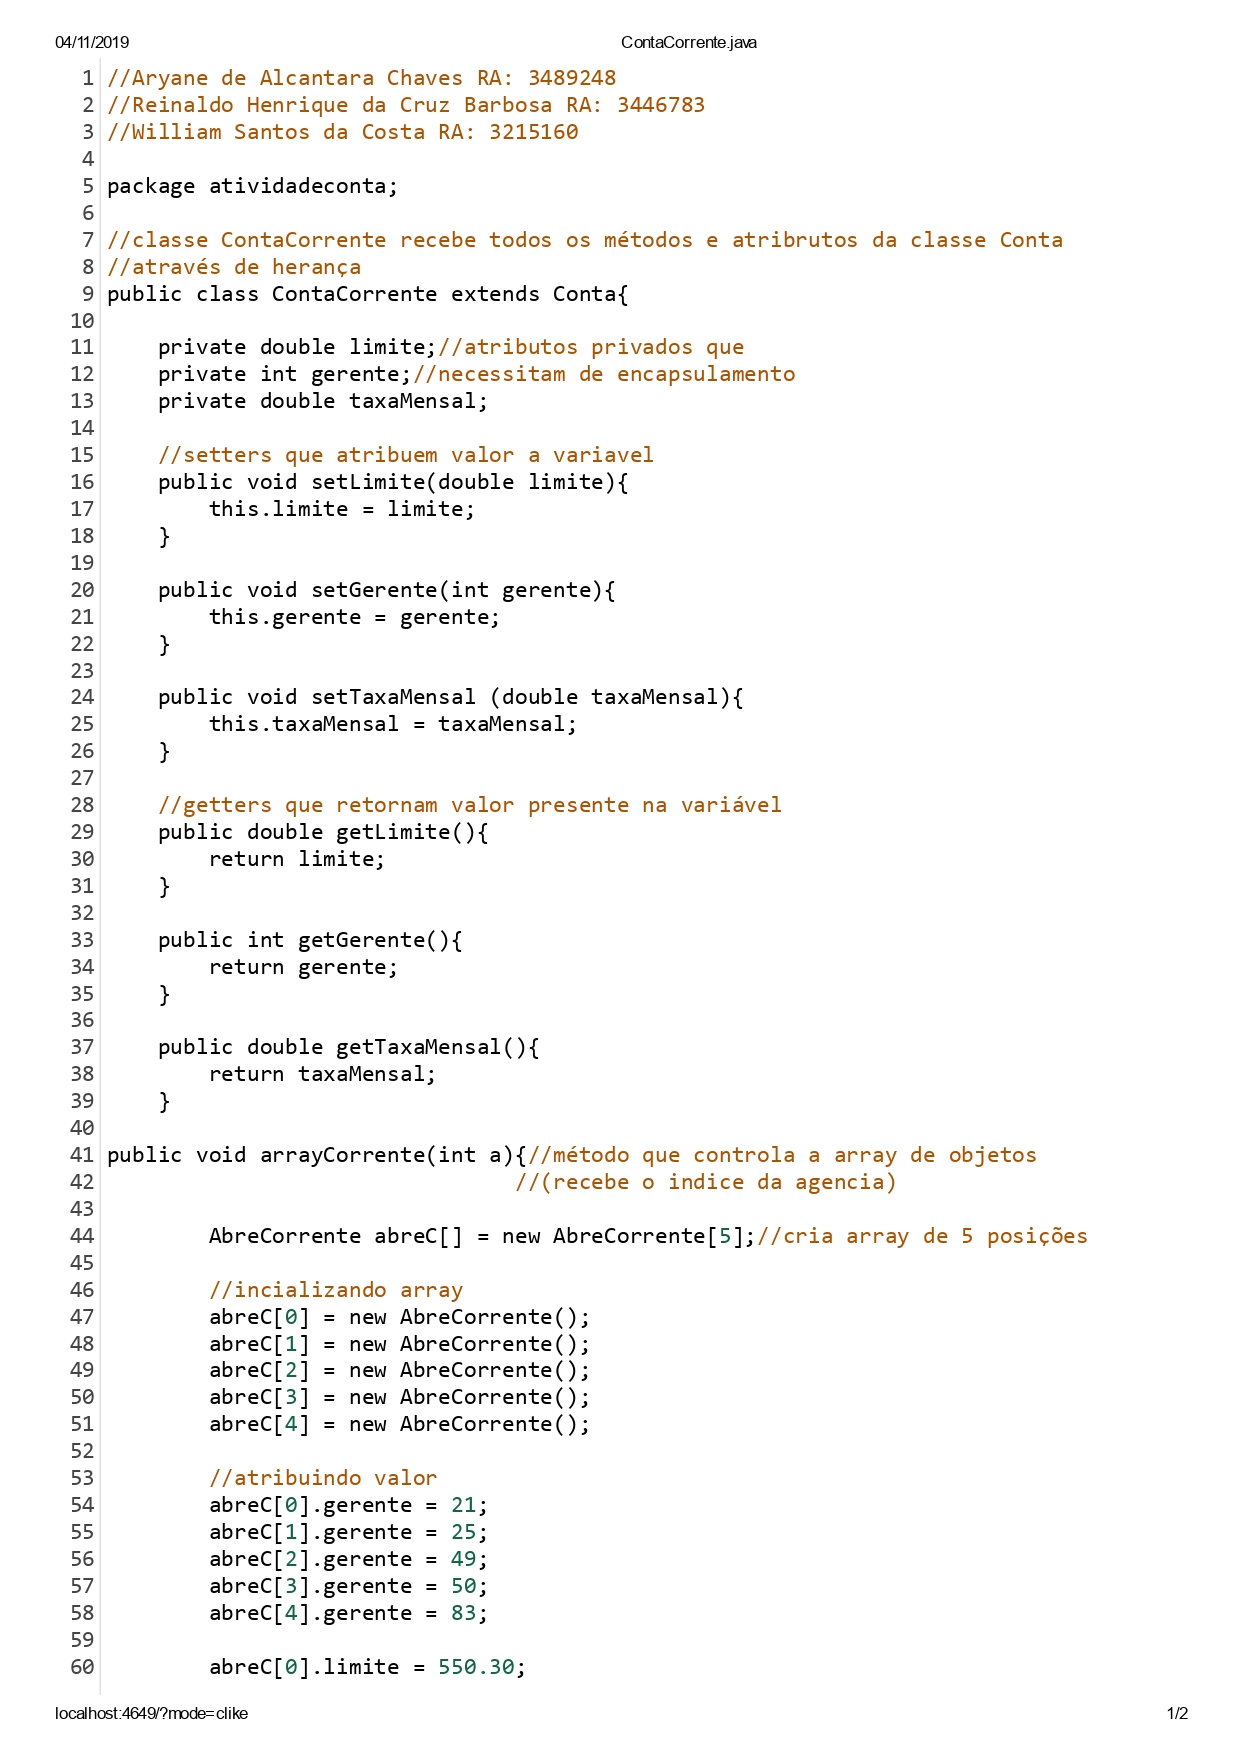 04/11/2019 ContaCorrente.java
1 //Aryane de Alcantara Chaves RA: 3489248
2 //Reinaldo Henrique da Cruz Barbosa RA: 3446783
3 //William Santos da Costa RA: 3215160
4
5 package atividadeconta;
6
7 //classe ContaCorrente recebe todos os métodos e atribrutos da classe Conta
8 //através de herança
9 public class ContaCorrente extends Conta{
10
11     private double limite;//atributos privados que
12     private int gerente;//necessitam de encapsulamento
13     private double taxaMensal;
14
15     //setters que atribuem valor a variavel
16     public void setLimite(double limite){
17         this.limite = limite;
18     }
19
20     public void setGerente(int gerente){
21         this.gerente = gerente;
22     }
23
24     public void setTaxaMensal (double taxaMensal){
25         this.taxaMensal = taxaMensal;
26     }
27
28     //getters que retornam valor presente na variável
29     public double getLimite(){
30         return limite;
31     }
32
33     public int getGerente(){
34         return gerente;
35     }
36
37     public double getTaxaMensal(){
38         return taxaMensal;
39     }
40
41 public void arrayCorrente(int a){//método que controla a array de objetos
42                                 //(recebe o indice da agencia)
43
44         AbreCorrente abreC[] = new AbreCorrente[5];//cria array de 5 posições
45
46         //incializando array
47         abreC[0] = new AbreCorrente();
48         abreC[1] = new AbreCorrente();
49         abreC[2] = new AbreCorrente();
50         abreC[3] = new AbreCorrente();
51         abreC[4] = new AbreCorrente();
52
53         //atribuindo valor
54         abreC[0].gerente = 21;
55         abreC[1].gerente = 25;
56         abreC[2].gerente = 49;
57         abreC[3].gerente = 50;
58         abreC[4].gerente = 83;
59
60         abreC[0].limite = 550.30;
localhost:4649/?mode=clike 1/2